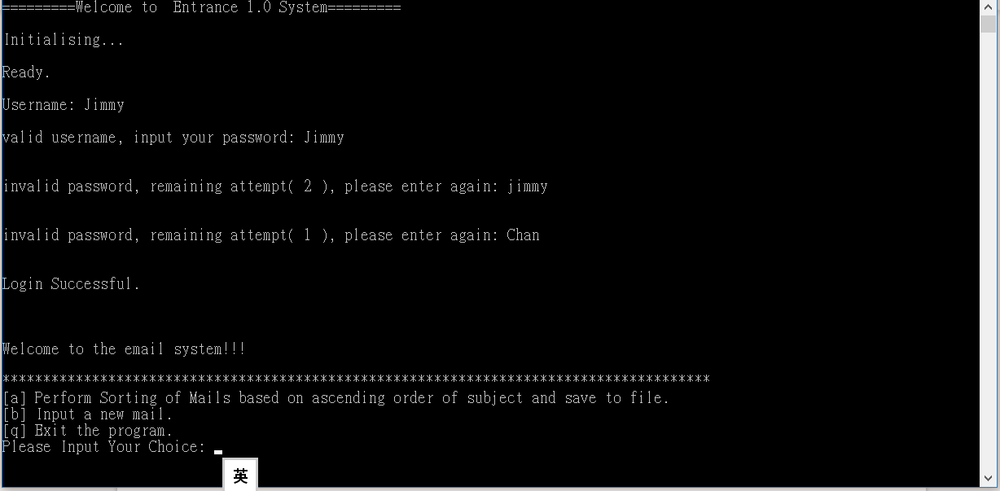 =========Welcome to  Entrance 1.0 System=========
Initialising...
Ready.
Username: Jimmy
valid username, input your password: Jimmy
invalid password, remaining attempt( 2 ), please enter again: jimmy
invalid password, remaining attempt( 1 ), please enter again: Chan
Login Successful.
Welcome to the email system!!!
***************************************************************************************
[a] Perform Sorting of Mails based on ascending order of subject and save to file.
[b] Input a new mail.
[q] Exit the program.
Please Input Your Choice:
英